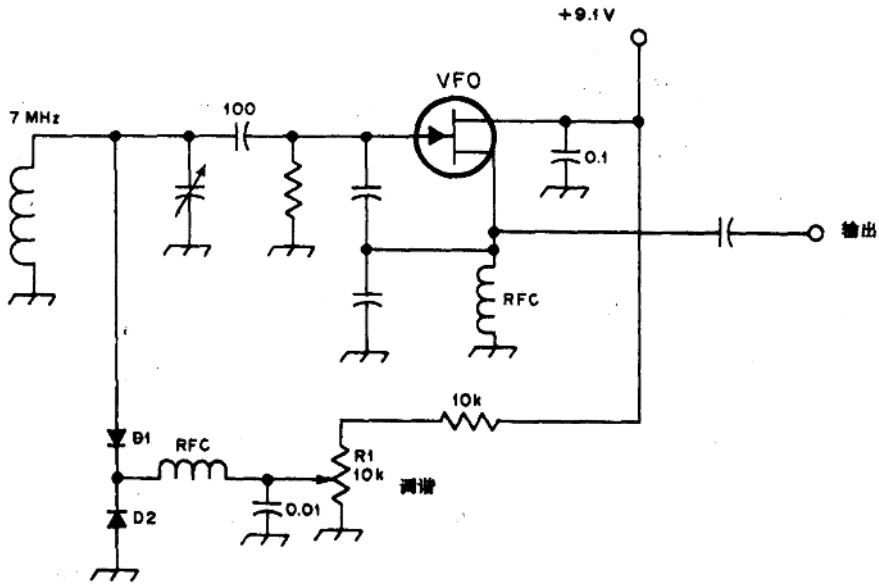 +9.1V
VFO
7 MHz
100
0.1
输出
RFC
10k
D1
RFC
R1
10k
调谐
0.01
D2